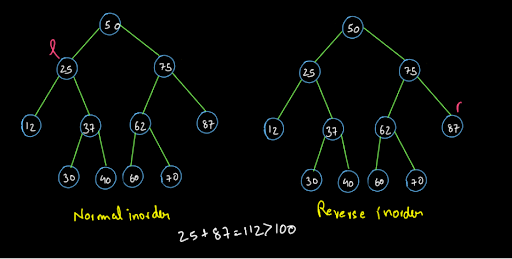 50 50
l
25 75 25 75
r
12 37 62 87 12 37 62 87
30 40 60 70 30 40 60 70
Normal inorder Reverse inorder
25+87=112>100